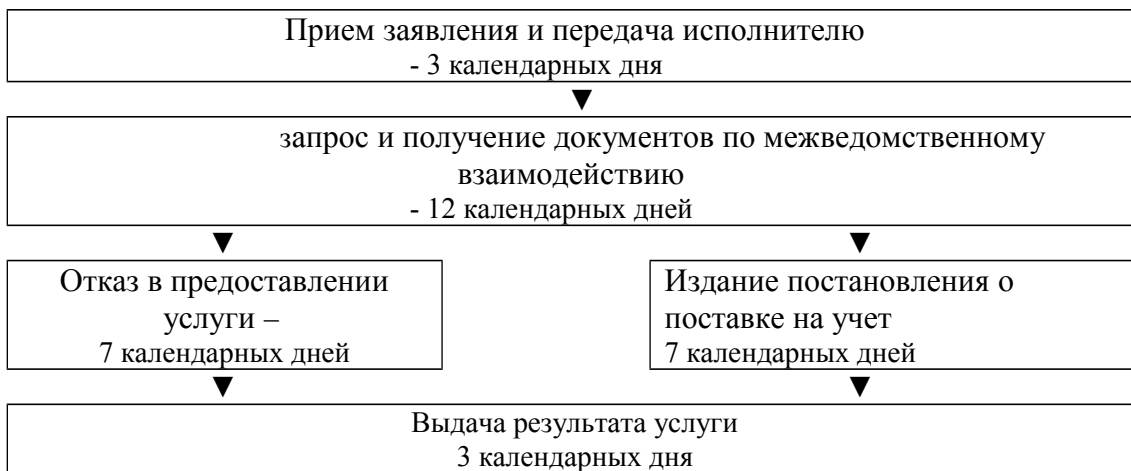 Прием заявления и передача исполнителю
- 3 календарных дня
запрос и получение документов по межведомственному
взаимодействию
- 12 календарных дней
Отказ в предоставлении
услуги –
7 календарных дней
Издание постановления о
поставке на учет
7 календарных дней
Выдача результата услуги
3 календарных дня